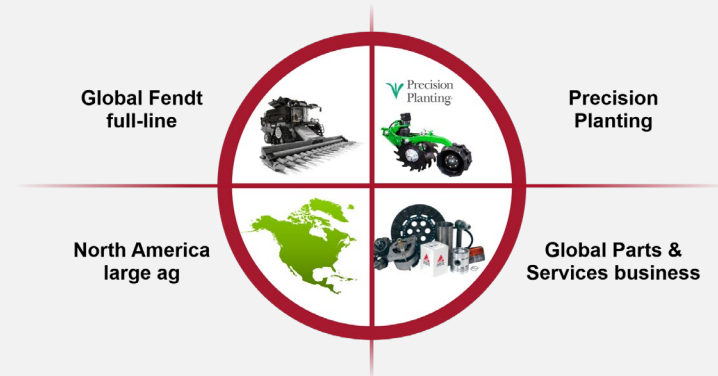 Global Fendt
full-line
Precision
Planting
Precision
Planting
North America
large ag
Global Parts &
Services business